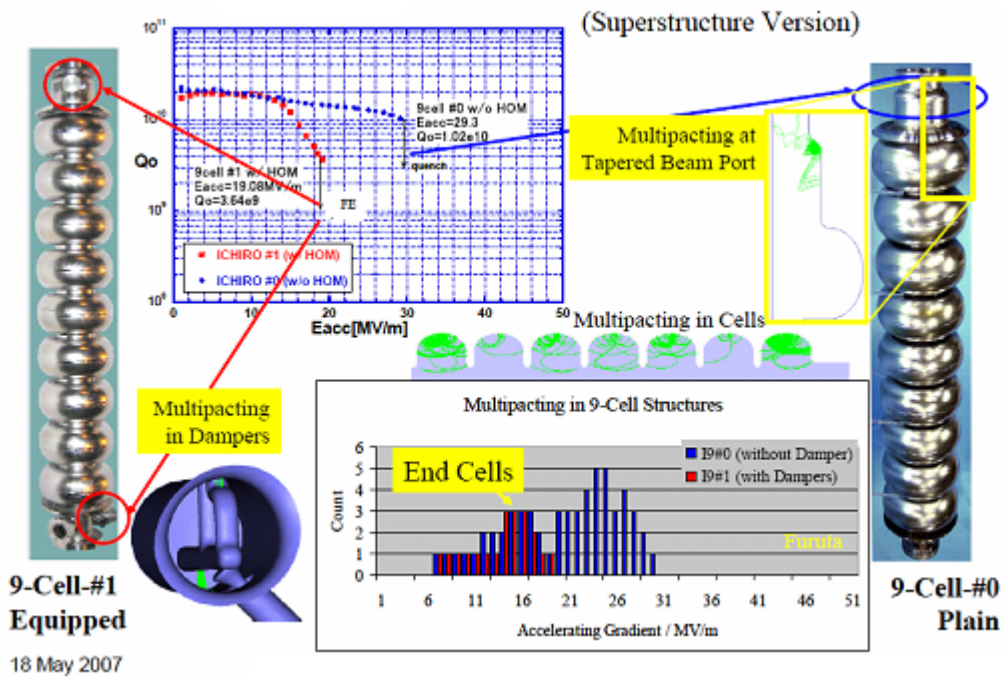 (Superstructure Version)
10^11
10^10
10^9
10^8
Qo
9cell #0 w/o HOM
Eacc=29.3
Qo=1.02e10
quench
9cell #1 w/ HOM
Eacc=19.08MV/m
Qo=3.64e9
FE
ICHIRO #1 (w/ HOM)
ICHIRO #0 (w/o HOM)
0 10 20 30 40 50
Eacc[MV/m]
Multipacting at
Tapered Beam Port
Multipacting in Cells
Multipacting
in Dampers
Multipacting in 9-Cell Structures
I9#0 (without Damper)
I9#1 (with Dampers)
End Cells
Furuta
6
5
4
3
2
1
0
Count
1 6 11 16 21 26 31 36 41 46 51
Accelerating Gradient / MV/m
9-Cell-#1
Equipped
9-Cell-#0
Plain
18 May 2007